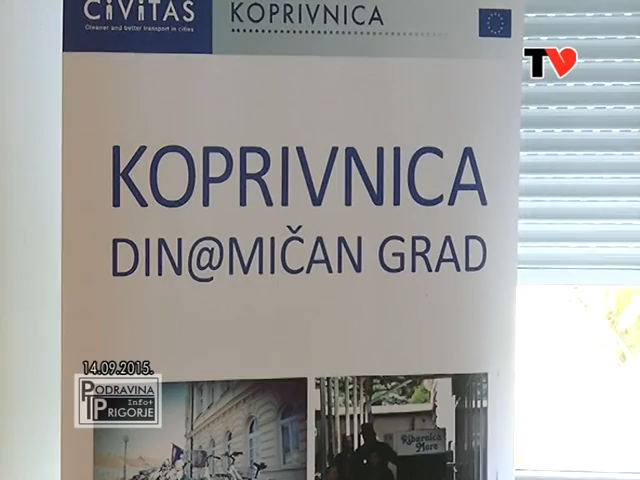 CiViTAS
Cleaner and better transport in cities
KOPRIVNICA
TV
KOPRIVNICA
DIN@MIČAN GRAD
14.09.2015.
PODRAVINA
Info+
PRIGORJE
Ribarnica
More